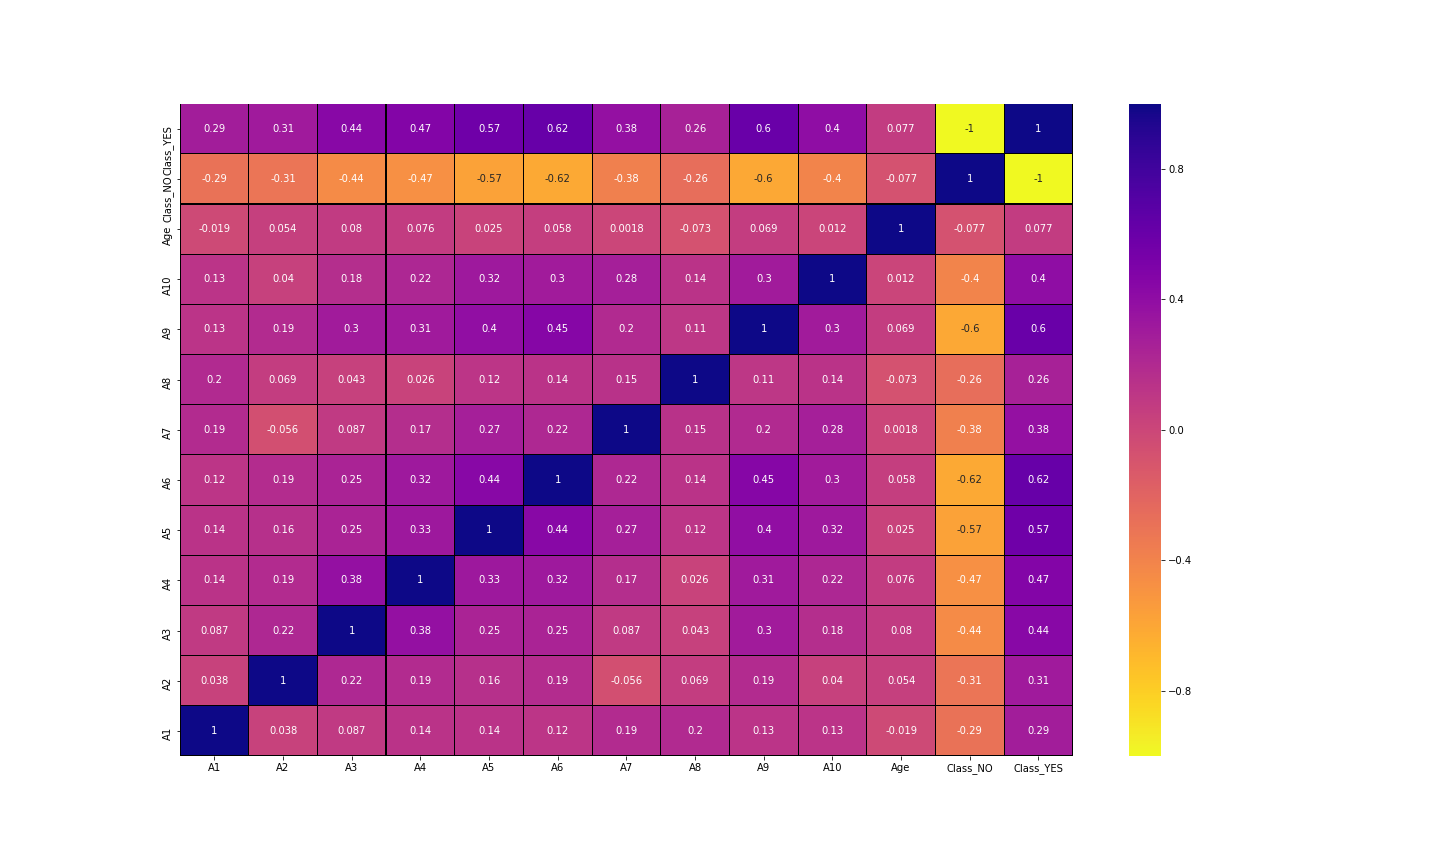 Class_YES 0.29 0.31 0.44 0.47 0.57 0.62 0.38 0.26 0.6 0.4 0.077 -1 1
Class_NO -0.29 -0.31 -0.44 -0.47 -0.57 -0.62 -0.38 -0.26 -0.6 -0.4 -0.077 1 -1
Age -0.019 0.054 0.08 0.076 0.025 0.058 0.0018 -0.073 0.069 0.012 1 -0.077 0.077
A10 0.13 0.04 0.18 0.22 0.32 0.3 0.28 0.14 0.3 1 0.012 -0.4 0.4
A9 0.13 0.19 0.3 0.31 0.4 0.45 0.2 0.11 1 0.3 0.069 -0.6 0.6
A8 0.2 0.069 0.043 0.026 0.12 0.14 0.15 1 0.11 0.14 -0.073 -0.26 0.26
A7 0.19 -0.056 0.087 0.17 0.27 0.22 1 0.15 0.2 0.28 0.0018 -0.38 0.38
A6 0.12 0.19 0.25 0.32 0.44 1 0.22 0.14 0.45 0.3 0.058 -0.62 0.62
A5 0.14 0.16 0.25 0.33 1 0.44 0.27 0.12 0.4 0.32 0.025 -0.57 0.57
A4 0.14 0.19 0.38 1 0.33 0.32 0.17 0.026 0.31 0.22 0.076 -0.47 0.47
A3 0.087 0.22 1 0.38 0.25 0.25 0.087 0.043 0.3 0.18 0.08 -0.44 0.44
A2 0.038 1 0.22 0.19 0.16 0.19 -0.056 0.069 0.19 0.04 0.054 -0.31 0.31
A1 1 0.038 0.087 0.14 0.14 0.12 0.19 0.2 0.13 0.13 -0.019 -0.29 0.29
A1 A2 A3 A4 A5 A6 A7 A8 A9 A10 Age Class_NO Class_YES
0.8
0.4
0.0
−0.4
−0.8